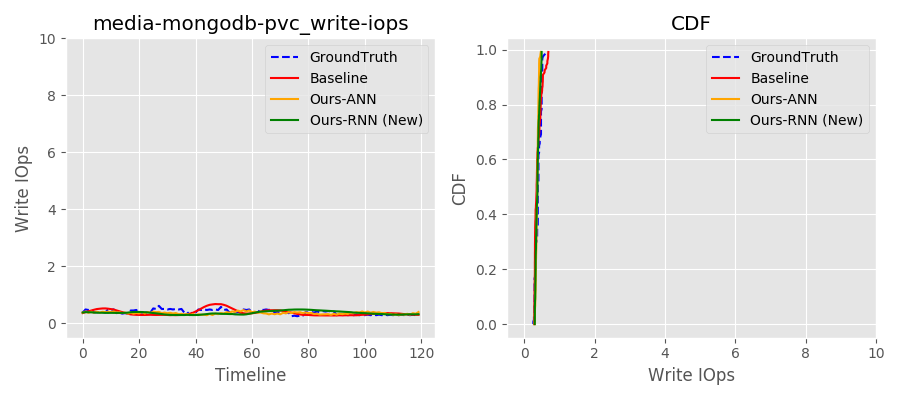 media-mongodb-pvc_write-iops
Write IOps
10
8
6
4
2
0
GroundTruth
Baseline
Ours-ANN
Ours-RNN (New)
0 20 40 60 80 100 120
Timeline
CDF
CDF
1.0
0.8
0.6
0.4
0.2
0.0
GroundTruth
Baseline
Ours-ANN
Ours-RNN (New)
0 2 4 6 8 10
Write IOps